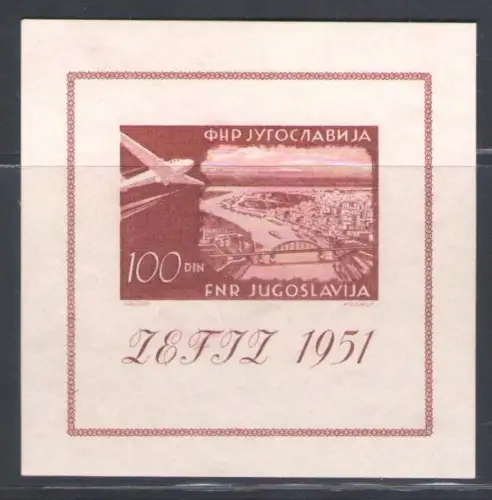 ФНР ЈУГОСЛАВИЈА
100 DIN
FNR JUGOSLAVIJA
ZEFIZ 1951